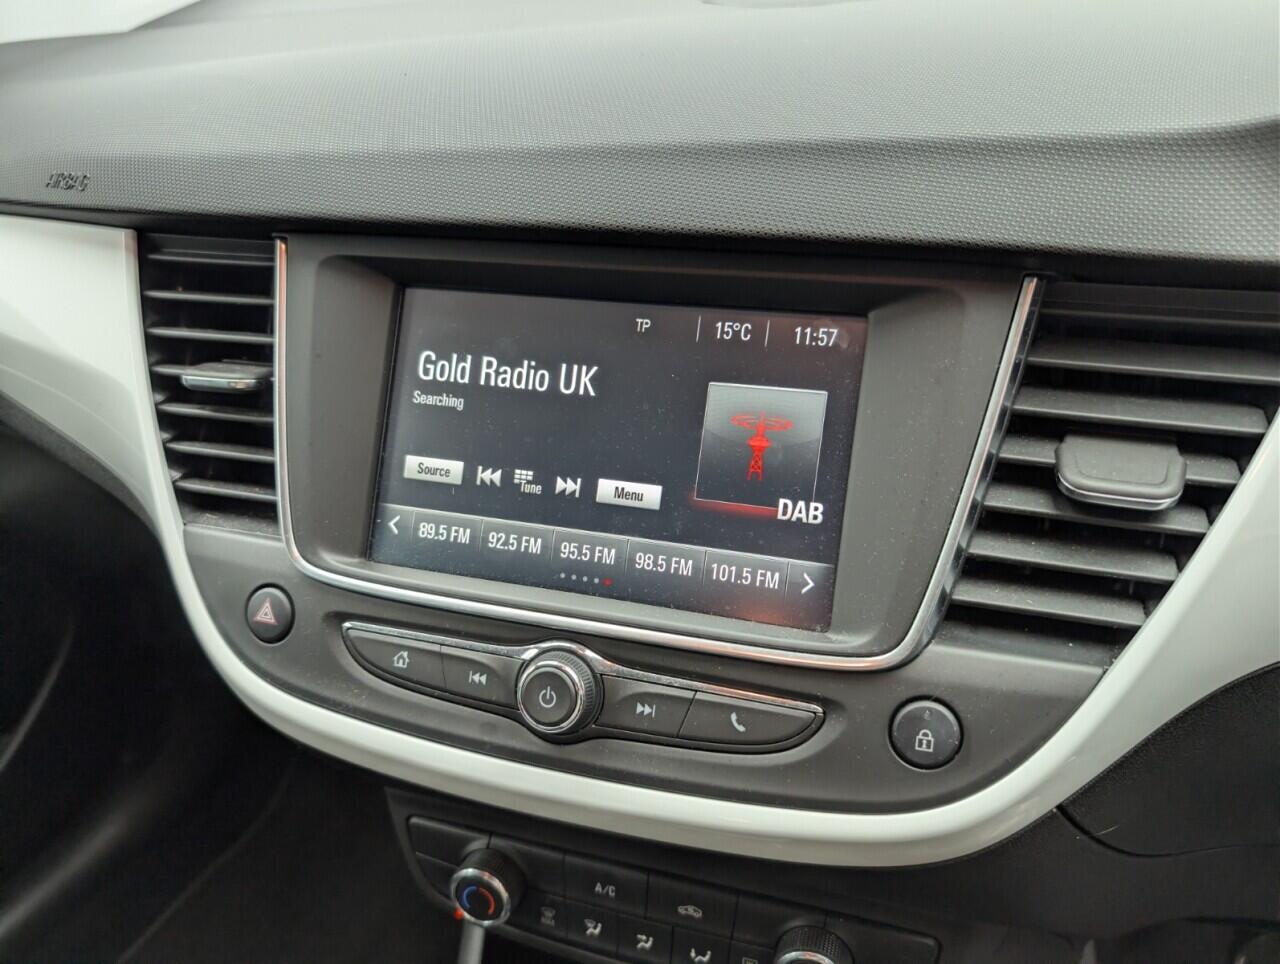 AIRBAG
TP 15°C 11:57
Gold Radio UK
Searching
Source Tune Menu
DAB
89.5 FM 92.5 FM 95.5 FM 98.5 FM 101.5 FM
A/C